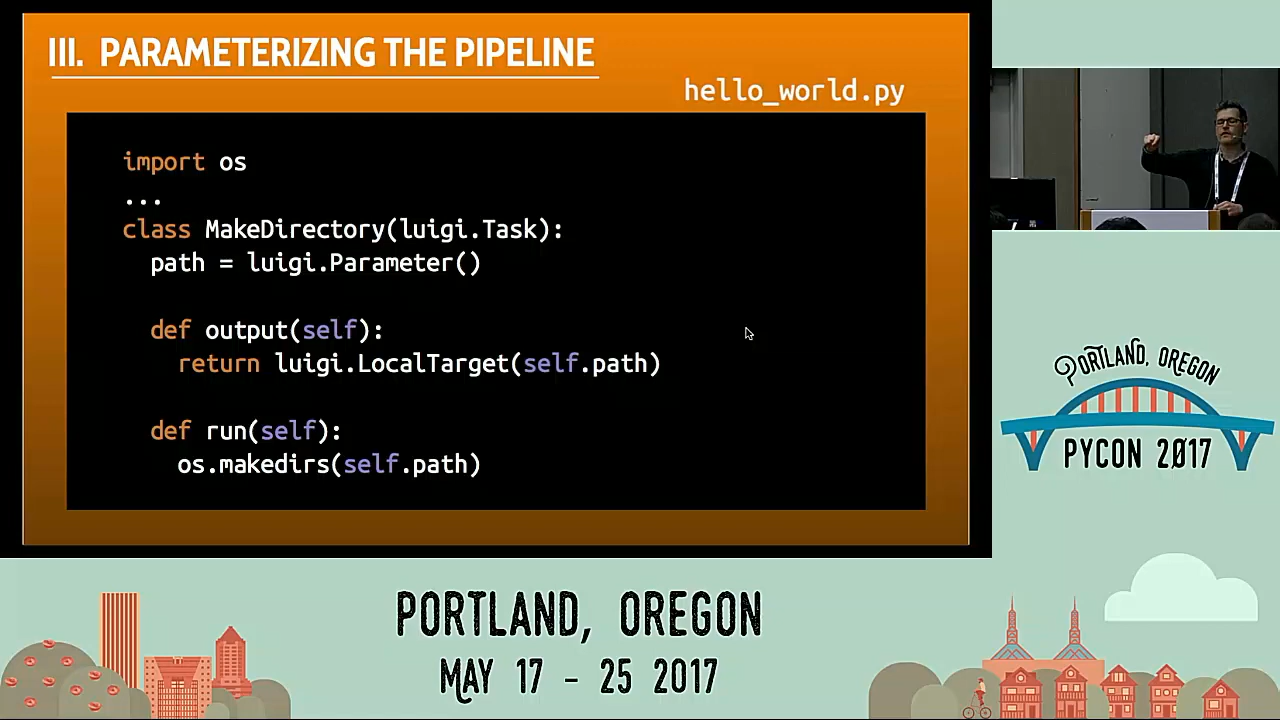 III. PARAMETERIZING THE PIPELINE
hello_world.py
import os
...
class MakeDirectory(luigi.Task):
path = luigi.Parameter()
def output(self):
return luigi.LocalTarget(self.path)
def run(self):
os.makedirs(self.path)
PORTLAND, OREGON
PYCON 2017
PORTLAND, OREGON
MAY 17 - 25 2017